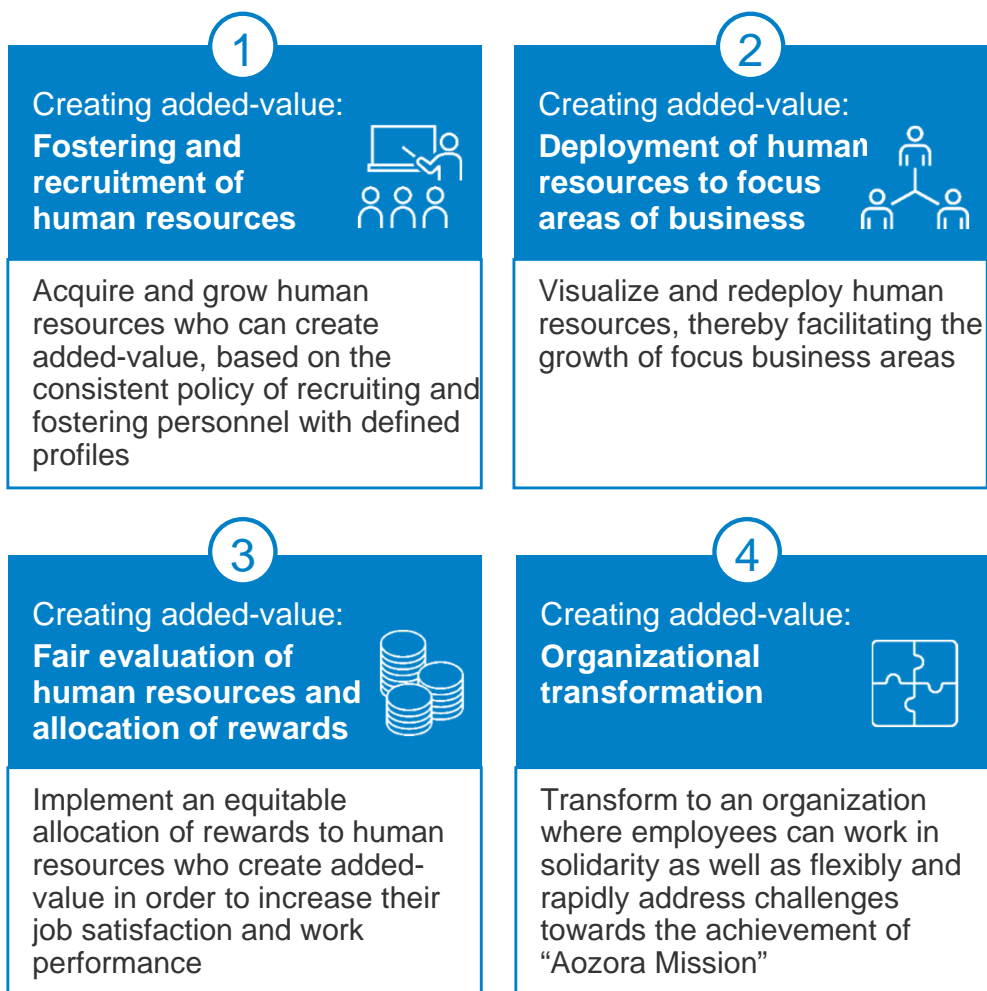 1
Creating added-value:
Fostering and
recruitment of
human resources
Acquire and grow human
resources who can create
added-value, based on the
consistent policy of recruiting and
fostering personnel with defined
profiles
2
Creating added-value:
Deployment of human
resources to focus
areas of business
Visualize and redeploy human
resources, thereby facilitating the
growth of focus business areas
3
Creating added-value:
Fair evaluation of
human resources and
allocation of rewards
Implement an equitable
allocation of rewards to human
resources who create added-
value in order to increase their
job satisfaction and work
performance
4
Creating added-value:
Organizational
transformation
Transform to an organization
where employees can work in
solidarity as well as flexibly and
rapidly address challenges
towards the achievement of
“Aozora Mission”